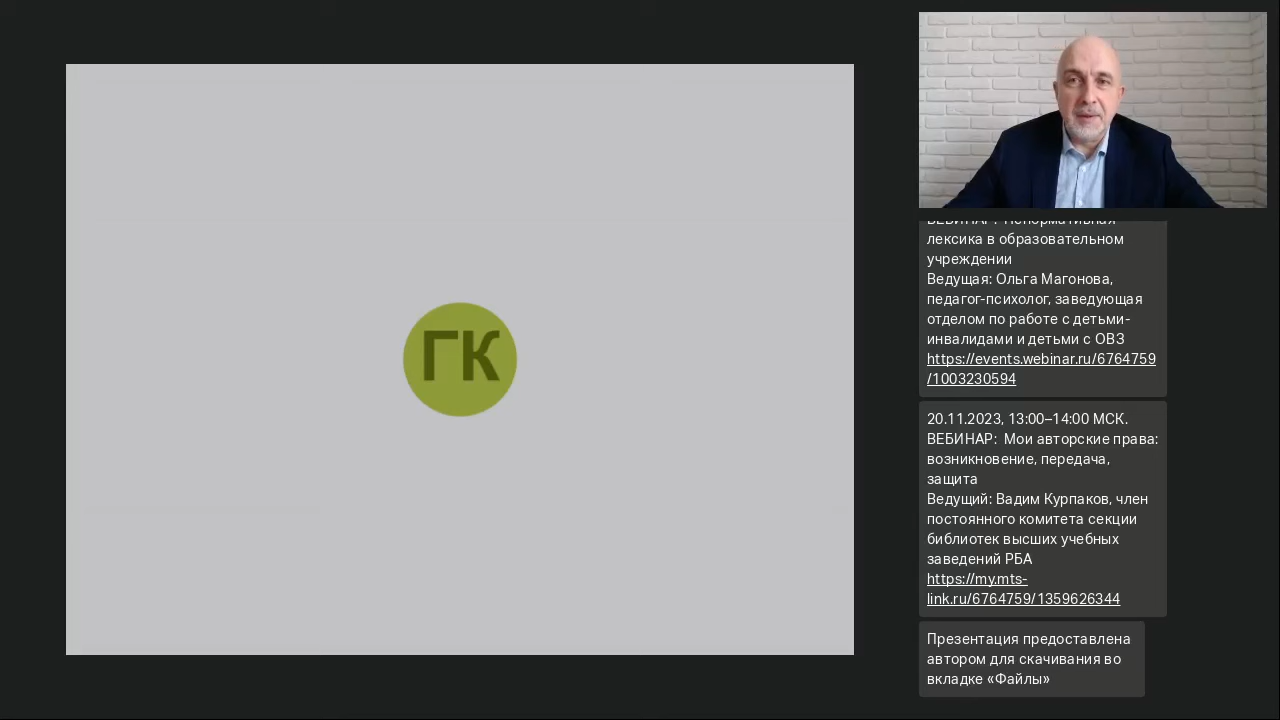 ГК
ВЕБИНАР: Ненормативная
лексика в образовательном
учреждении
Ведущая: Ольга Магонова,
педагог-психолог, заведующая
отделом по работе с детьми-
инвалидами и детьми с ОВЗ
https://events.webinar.ru/6764759
/1003230594
20.11.2023, 13:00–14:00 МСК.
ВЕБИНАР: Мои авторские права:
возникновение, передача,
защита
Ведущий: Вадим Курпаков, член
постоянного комитета секции
библиотек высших учебных
заведений РБА
https://my.mts-
link.ru/6764759/1359626344
Презентация предоставлена
автором для скачивания во
вкладке «Файлы»